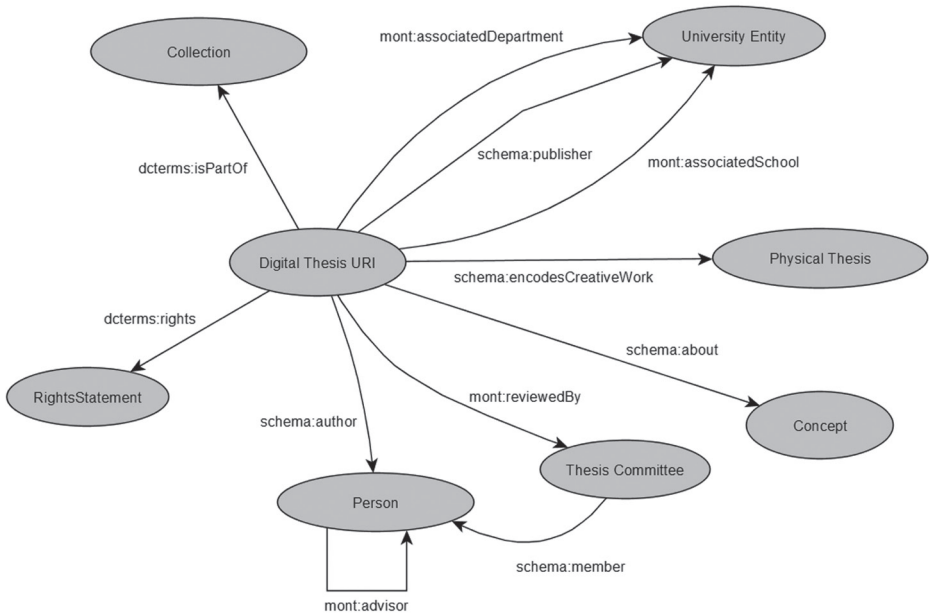 mont:associatedDepartment
University Entity
Collection
schema:publisher
mont:associatedSchool
dcterms:isPartOf
Digital Thesis URI
Physical Thesis
schema:encodesCreativeWork
dcterms:rights
schema:about
RightsStatement
mont:reviewedBy
schema:author
Concept
Thesis Committee
Person
schema:member
mont:advisor